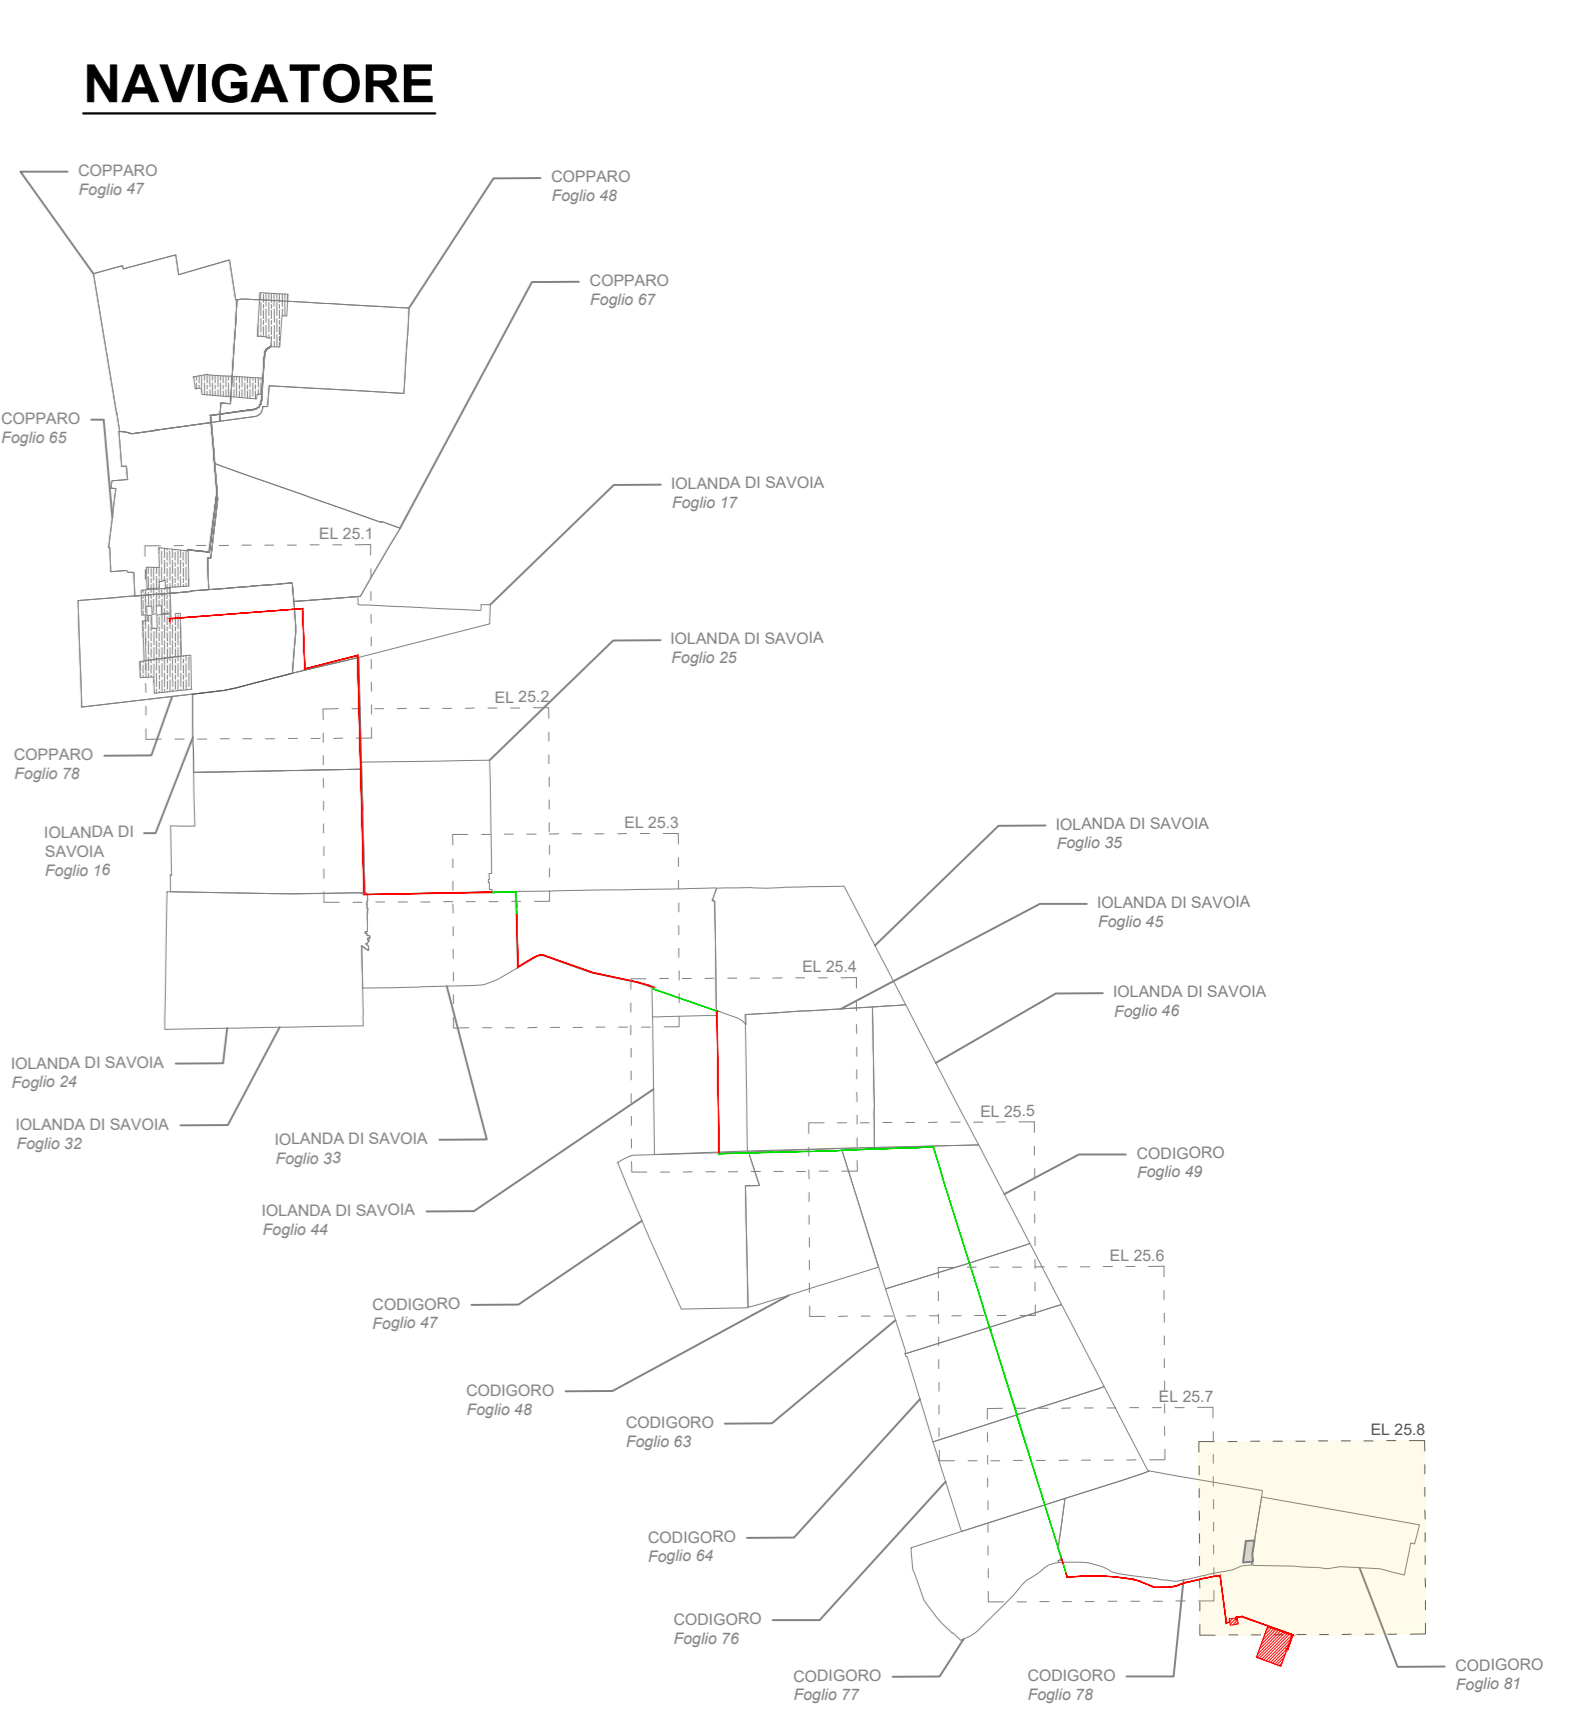 NAVIGATORE
COPPARO
Foglio 47
COPPARO
Foglio 48
COPPARO
Foglio 67
COPPARO
Foglio 65
IOLANDA DI SAVOIA
Foglio 17
EL 25.1
IOLANDA DI SAVOIA
Foglio 25
EL 25.2
COPPARO
Foglio 78
IOLANDA DI
SAVOIA
Foglio 16
EL 25.3
IOLANDA DI SAVOIA
Foglio 35
IOLANDA DI SAVOIA
Foglio 45
EL 25.4
IOLANDA DI SAVOIA
Foglio 46
IOLANDA DI SAVOIA
Foglio 24
IOLANDA DI SAVOIA
Foglio 32
IOLANDA DI SAVOIA
Foglio 33
EL 25.5
CODIGORO
Foglio 49
IOLANDA DI SAVOIA
Foglio 44
EL 25.6
CODIGORO
Foglio 47
CODIGORO
Foglio 48
EL 25.7
CODIGORO
Foglio 63
EL 25.8
CODIGORO
Foglio 64
CODIGORO
Foglio 76
CODIGORO
Foglio 77
CODIGORO
Foglio 78
CODIGORO
Foglio 81